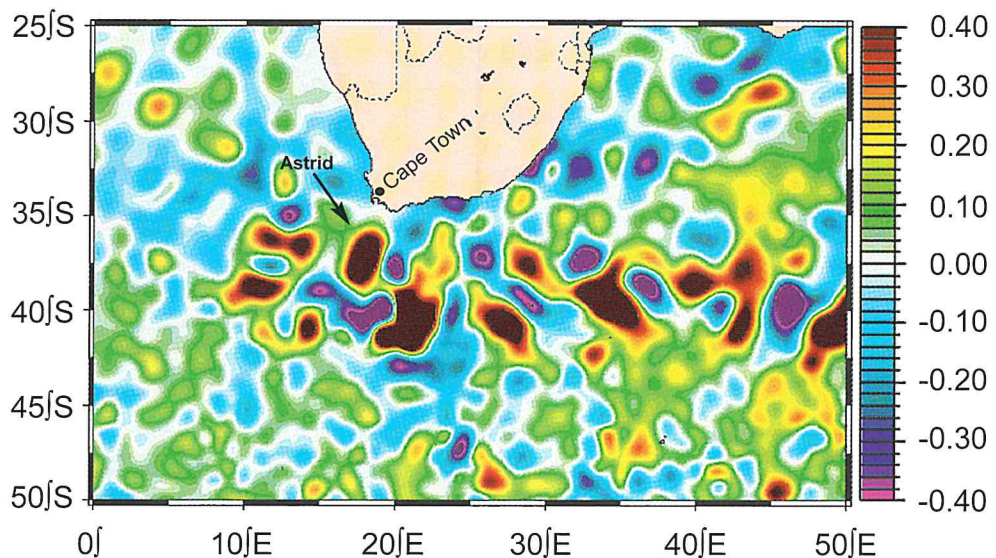 25∫S
30∫S
35∫S
40∫S
45∫S
50∫S
0∫
10∫E
20∫E
30∫E
40∫E
50∫E
Astrid
Cape Town
0.40
0.30
0.20
0.10
0.00
-0.10
-0.20
-0.30
-0.40